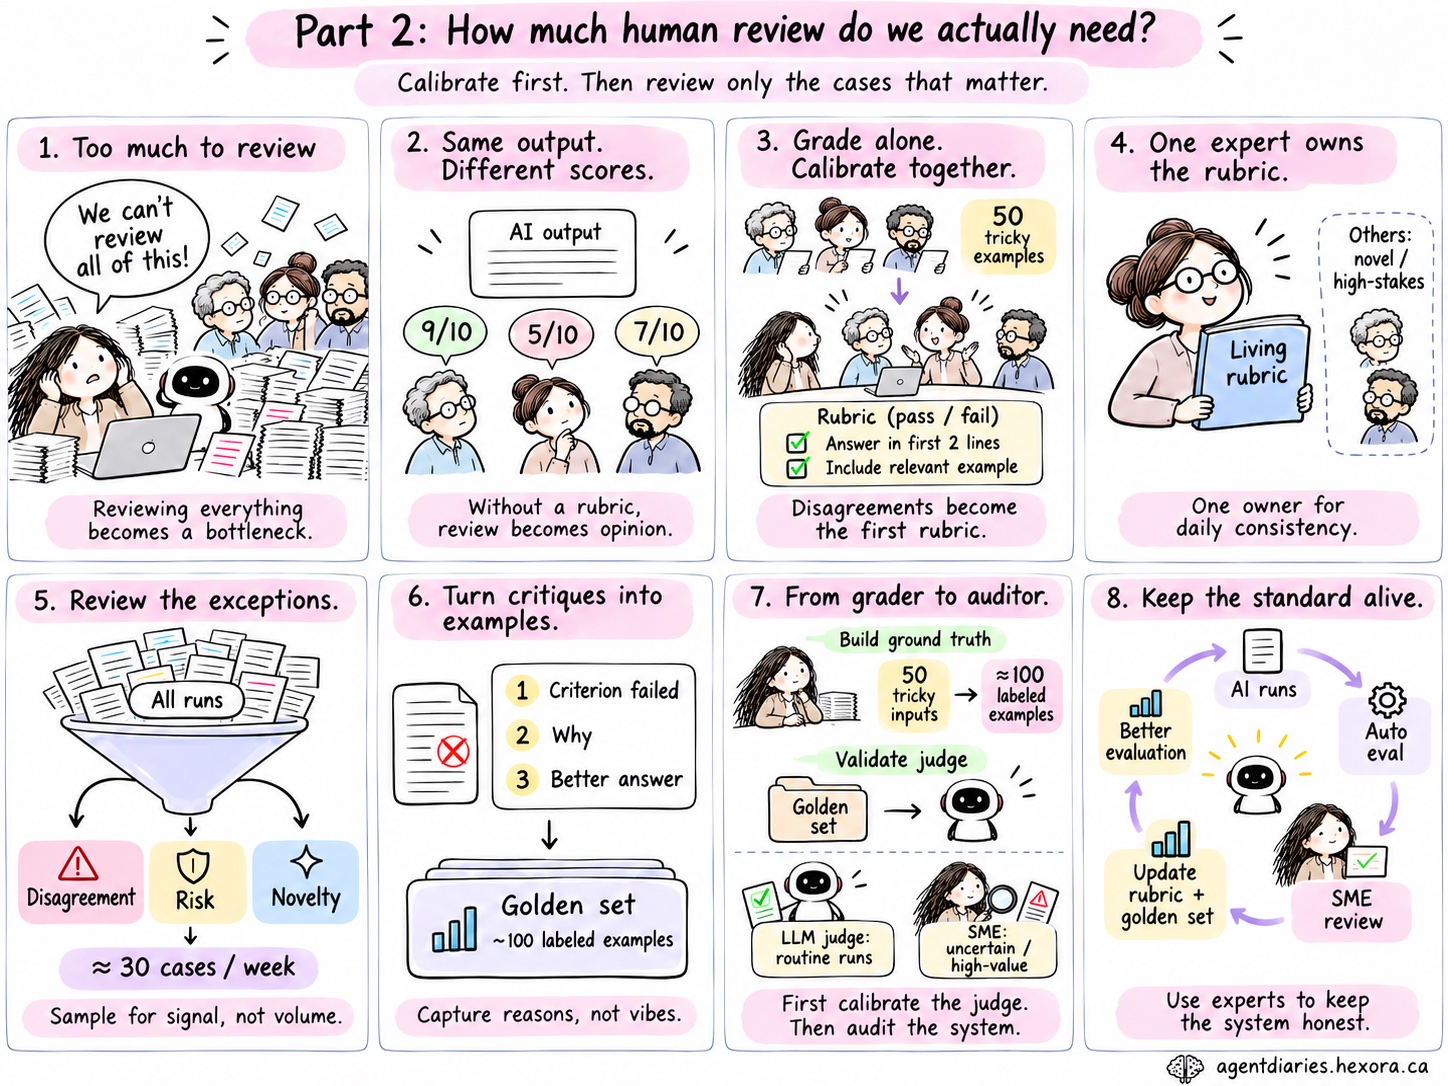 Part 2: How much human review do we actually need?
Calibrate first. Then review only the cases that matter.
1. Too much to review
We can't
review
all of this!
Reviewing everything
becomes a bottleneck.
2. Same output.
Different scores.
AI output
9/10
5/10
7/10
Without a rubric,
review becomes opinion.
3. Grade alone.
Calibrate together.
50
tricky
examples
Rubric (pass / fail)
Answer in first 2 lines
Include relevant example
Disagreements become
the first rubric.
4. One expert owns
the rubric.
Living
rubric
Others:
novel /
high-stakes
One owner for
daily consistency.
5. Review the exceptions.
All runs
Disagreement
Risk
Novelty
≈ 30 cases / week
Sample for signal, not volume.
6. Turn critiques into
examples.
1 Criterion failed
2 Why
3 Better answer
Golden set
~100 labeled examples
Capture reasons, not vibes.
7. From grader to auditor.
Build ground truth
50
tricky
inputs
≈100
labeled
examples
Validate judge
Golden
set
LLM judge:
routine runs
SME:
uncertain /
high-value
First calibrate the judge.
Then audit the system.
8. Keep the standard alive.
AI runs
Auto
eval
SME
review
Update
rubric +
golden set
Better
evaluation
Use experts to keep
the system honest.
agentdiaries.hexora.ca